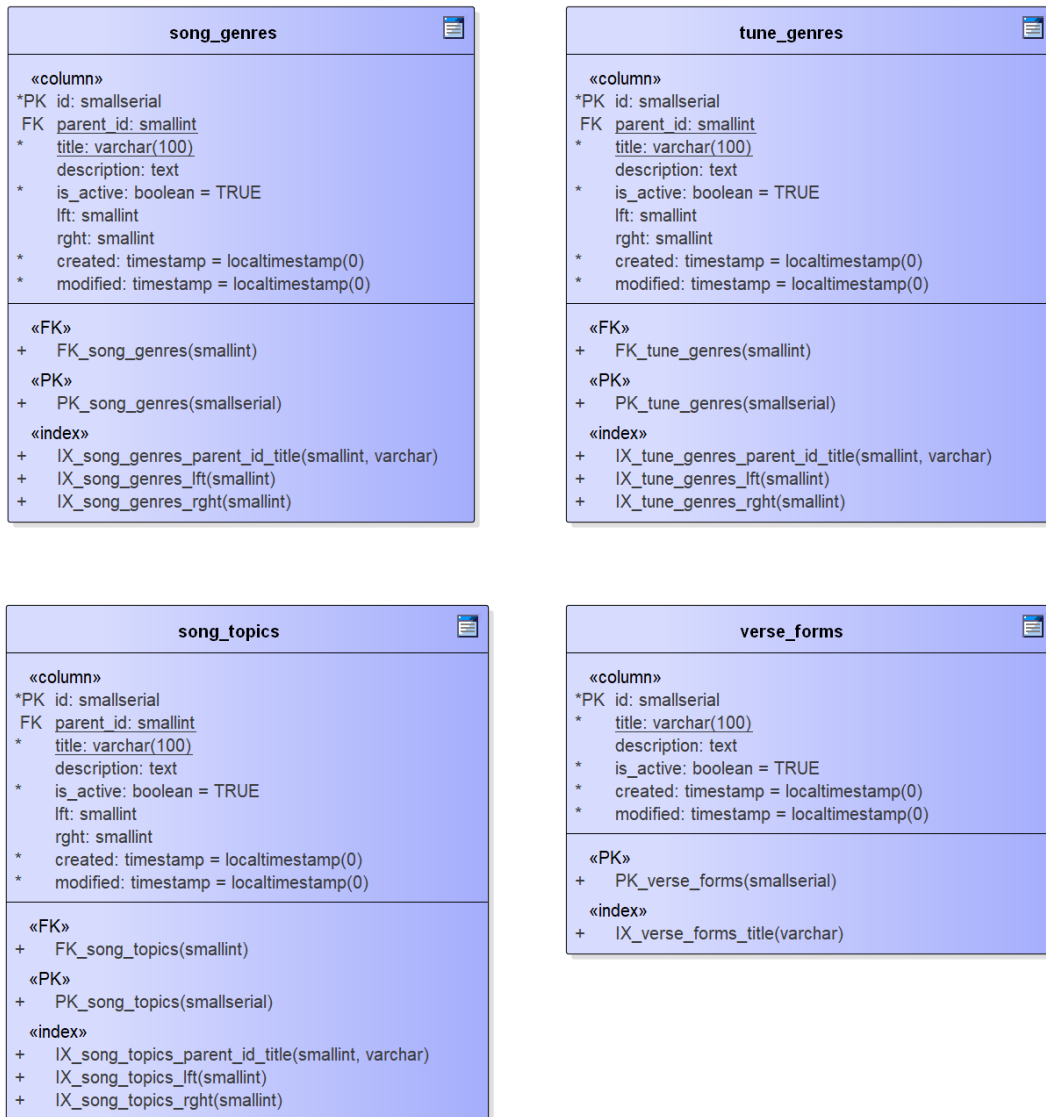 song_genres
«column»
*PK id: smallserial
FK parent_id: smallint
* title: varchar(100)
description: text
* is_active: boolean = TRUE
lft: smallint
rght: smallint
* created: timestamp = localtimestamp(0)
* modified: timestamp = localtimestamp(0)
«FK»
+ FK_song_genres(smallint)
«PK»
+ PK_song_genres(smallserial)
«index»
+ IX_song_genres_parent_id_title(smallint, varchar)
+ IX_song_genres_lft(smallint)
+ IX_song_genres_rght(smallint)
tune_genres
«column»
*PK id: smallserial
FK parent_id: smallint
* title: varchar(100)
description: text
* is_active: boolean = TRUE
lft: smallint
rght: smallint
* created: timestamp = localtimestamp(0)
* modified: timestamp = localtimestamp(0)
«FK»
+ FK_tune_genres(smallint)
«PK»
+ PK_tune_genres(smallserial)
«index»
+ IX_tune_genres_parent_id_title(smallint, varchar)
+ IX_tune_genres_lft(smallint)
+ IX_tune_genres_rght(smallint)
song_topics
«column»
*PK id: smallserial
FK parent_id: smallint
* title: varchar(100)
description: text
* is_active: boolean = TRUE
lft: smallint
rght: smallint
* created: timestamp = localtimestamp(0)
* modified: timestamp = localtimestamp(0)
«FK»
+ FK_song_topics(smallint)
«PK»
+ PK_song_topics(smallserial)
«index»
+ IX_song_topics_parent_id_title(smallint, varchar)
+ IX_song_topics_lft(smallint)
+ IX_song_topics_rght(smallint)
verse_forms
«column»
*PK id: smallserial
* title: varchar(100)
description: text
* is_active: boolean = TRUE
* created: timestamp = localtimestamp(0)
* modified: timestamp = localtimestamp(0)
«PK»
+ PK_verse_forms(smallserial)
«index»
+ IX_verse_forms_title(varchar)